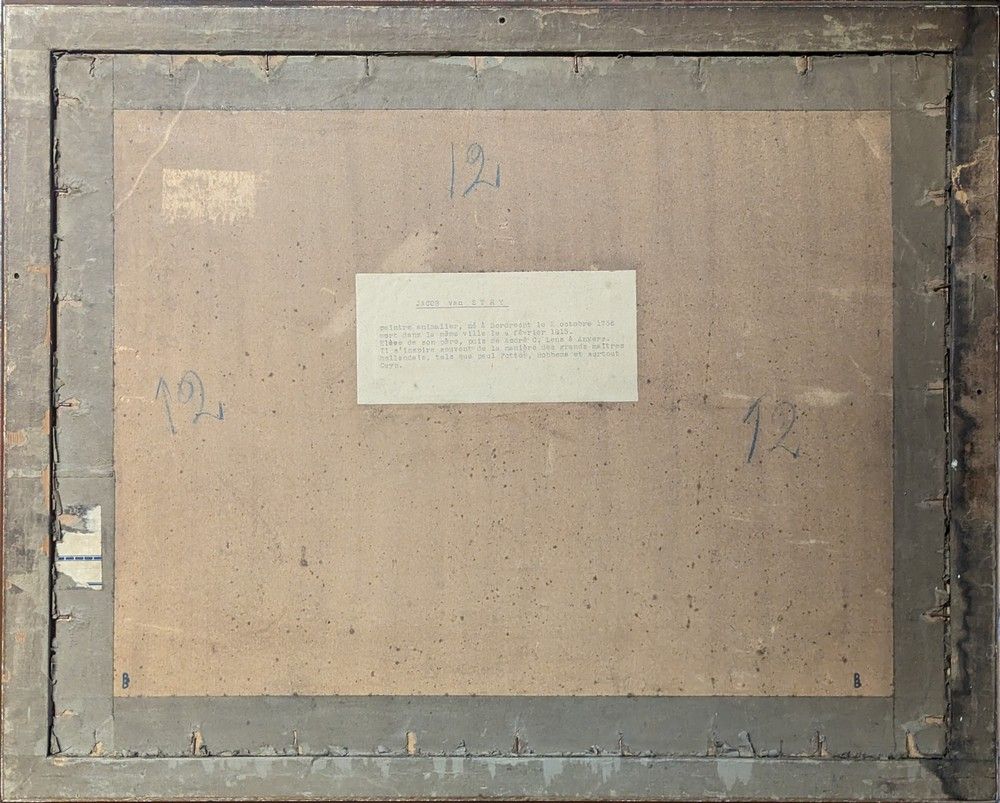 12
JACOB van STRY
peintre animalier, né à Dordrecht le 2 octobre 1756
mort dans la même ville le 4 février 1815.
Elève de son père, puis de André C. Lens à Anvers.
Il s'inspire souvent de la manière des grands maîtres
hollandais, tels que Paul Potter, Hobbema et surtout
Cuyp.
12
12
B
B